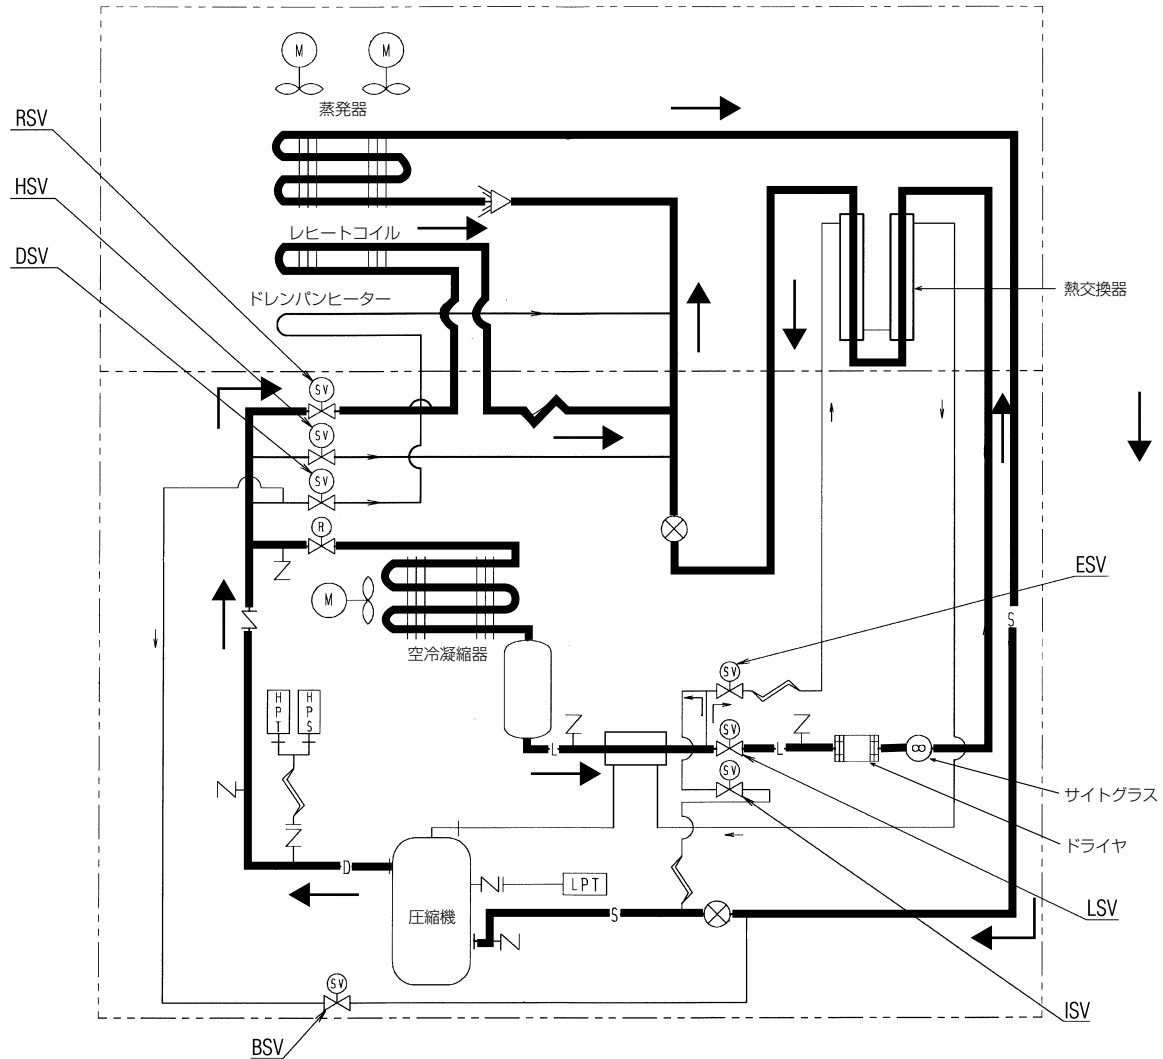 M
M
蒸発器
RSV
HSV
レヒートコイル
DSV
ドレンパンヒーター
熱交換器
SV
SV
SV
R
ESV
M
S
空冷凝縮器
SV
HPT
HPS
SV
L
L
SV
サイトグラス
ドライヤ
D
LPT
圧縮機
S
LSV
SV
ISV
BSV